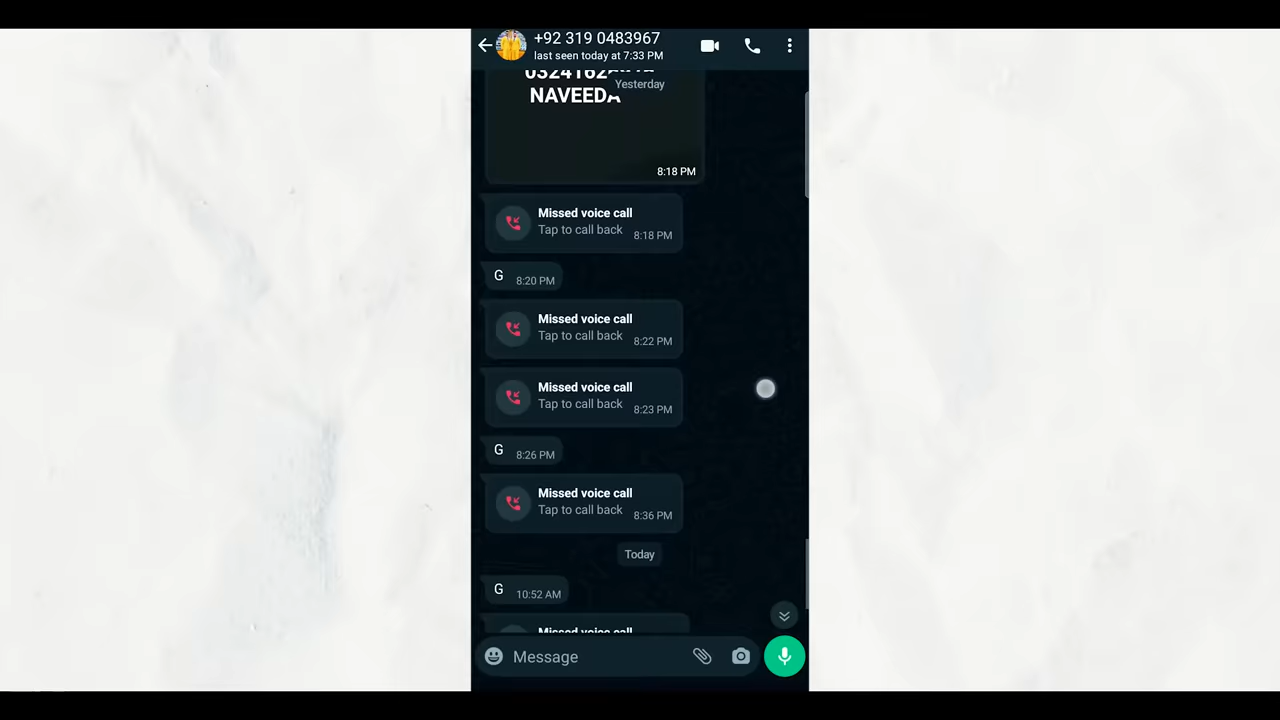 +92 319 0483967
last seen today at 7:33 PM
Yesterday
8:18 PM
Missed voice call
Tap to call back
8:18 PM
G 8:20 PM
Missed voice call
Tap to call back
8:22 PM
Missed voice call
Tap to call back
8:23 PM
G 8:26 PM
Missed voice call
Tap to call back
8:36 PM
Today
G 10:52 AM
Missed voice call
Message